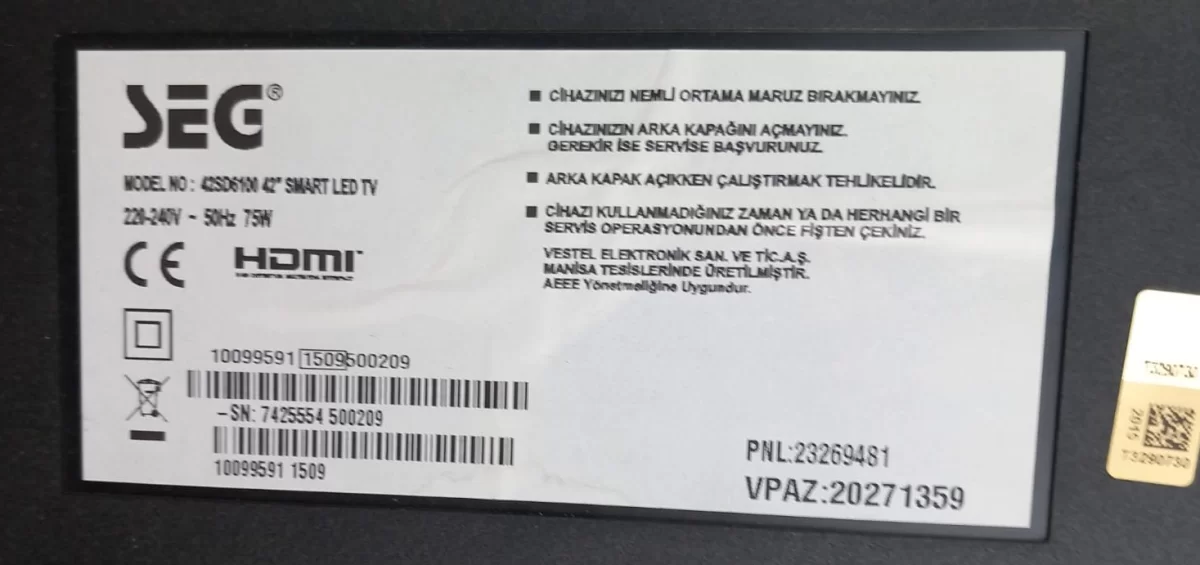 SEG®
MODEL NO : 42SD6100 42" SMART LED TV
220-240V ~ 50Hz 75W
CE HDMI
10099591 1509500209
-SN: 7425554 500209
10099591 1509
■ CİHAZINIZI NEMLİ ORTAMA MARUZ BIRAKMAYINIZ.
■ CİHAZINIZIN ARKA KAPAĞINI AÇMAYINIZ.
GEREKİR İSE SERVİSE BAŞVURUNUZ.
■ ARKA KAPAK AÇIKKEN ÇALIŞTIRMAK TEHLİKELİDİR.
■ CİHAZI KULLANMADIĞINIZ ZAMAN YA DA HERHANGİ BİR
SERVİS OPERASYONUNDAN ÖNCE FİŞTEN ÇEKİNİZ.
VESTEL ELEKTRONİK SAN. VE TİC.A.Ş.
MANİSA TESİSLERİNDE ÜRETİLMİŞTİR.
AEEE Yönetmeliğine Uygundur.
PNL:23269481
VPAZ:20271359
T3290730
2015
T3290730